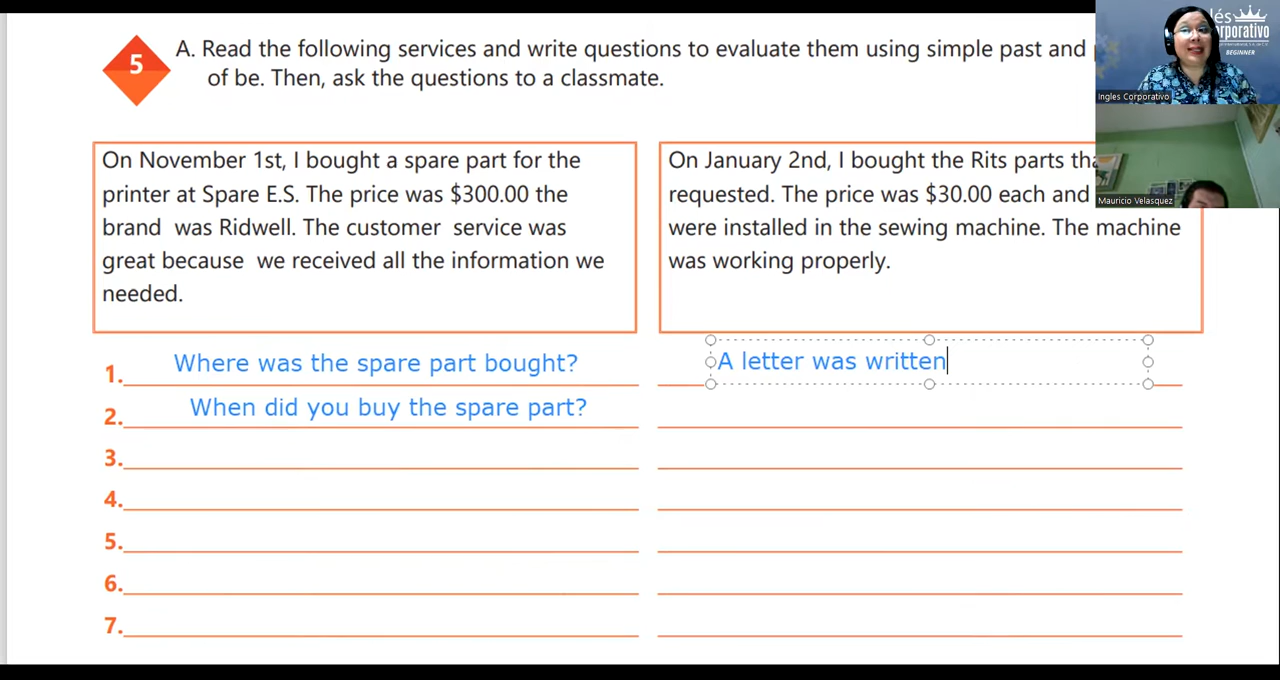 5
A. Read the following services and write questions to evaluate them using simple past and
of be. Then, ask the questions to a classmate.
On November 1st, I bought a spare part for the
printer at Spare E.S. The price was $300.00 the
brand was Ridwell. The customer service was
great because we received all the information we
needed.
On January 2nd, I bought the Rits parts
requested. The price was $30.00 each and
were installed in the sewing machine. The machine
was working properly.
1. Where was the spare part bought?
2. When did you buy the spare part?
3.
4.
5.
6.
7.
A letter was written
BEGINNER
Ingles Corporativo
Mauricio Velasquez